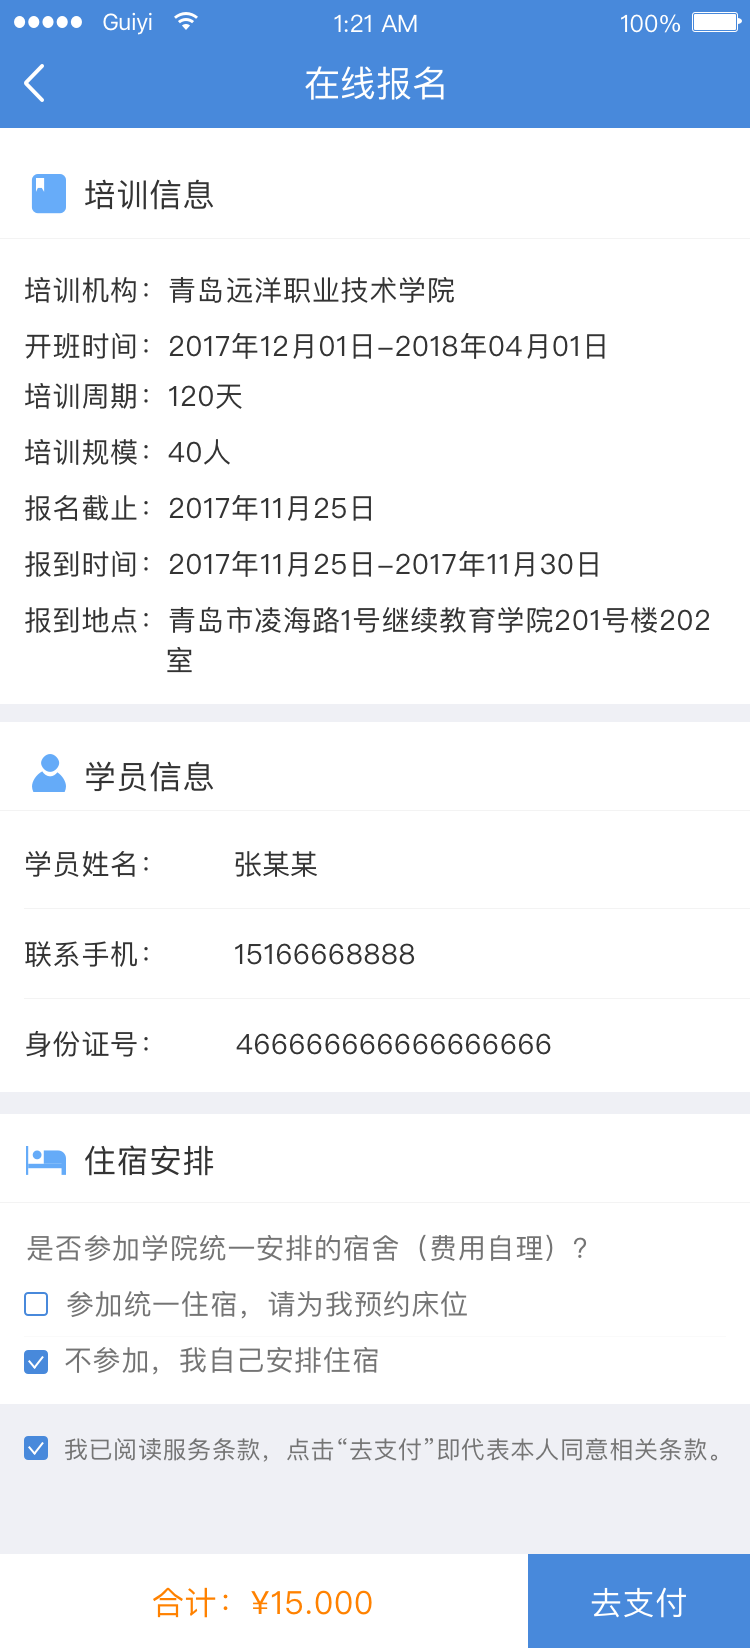 Guiyi 1:21 AM 100%
在线报名
培训信息
培训机构：青岛远洋职业技术学院
开班时间：2017年12月01日-2018年04月01日
培训周期：120天
培训规模：40人
报名截止：2017年11月25日
报到时间：2017年11月25日-2017年11月30日
报到地点：青岛市凌海路1号继续教育学院201号楼202
室
学员信息
学员姓名： 张某某
联系手机： 15166668888
身份证号： 466666666666666666
住宿安排
是否参加学院统一安排的宿舍（费用自理）？
参加统一住宿，请为我预约床位
不参加，我自己安排住宿
我已阅读服务条款，点击“去支付”即代表本人同意相关条款。
合计：¥15.000 去支付